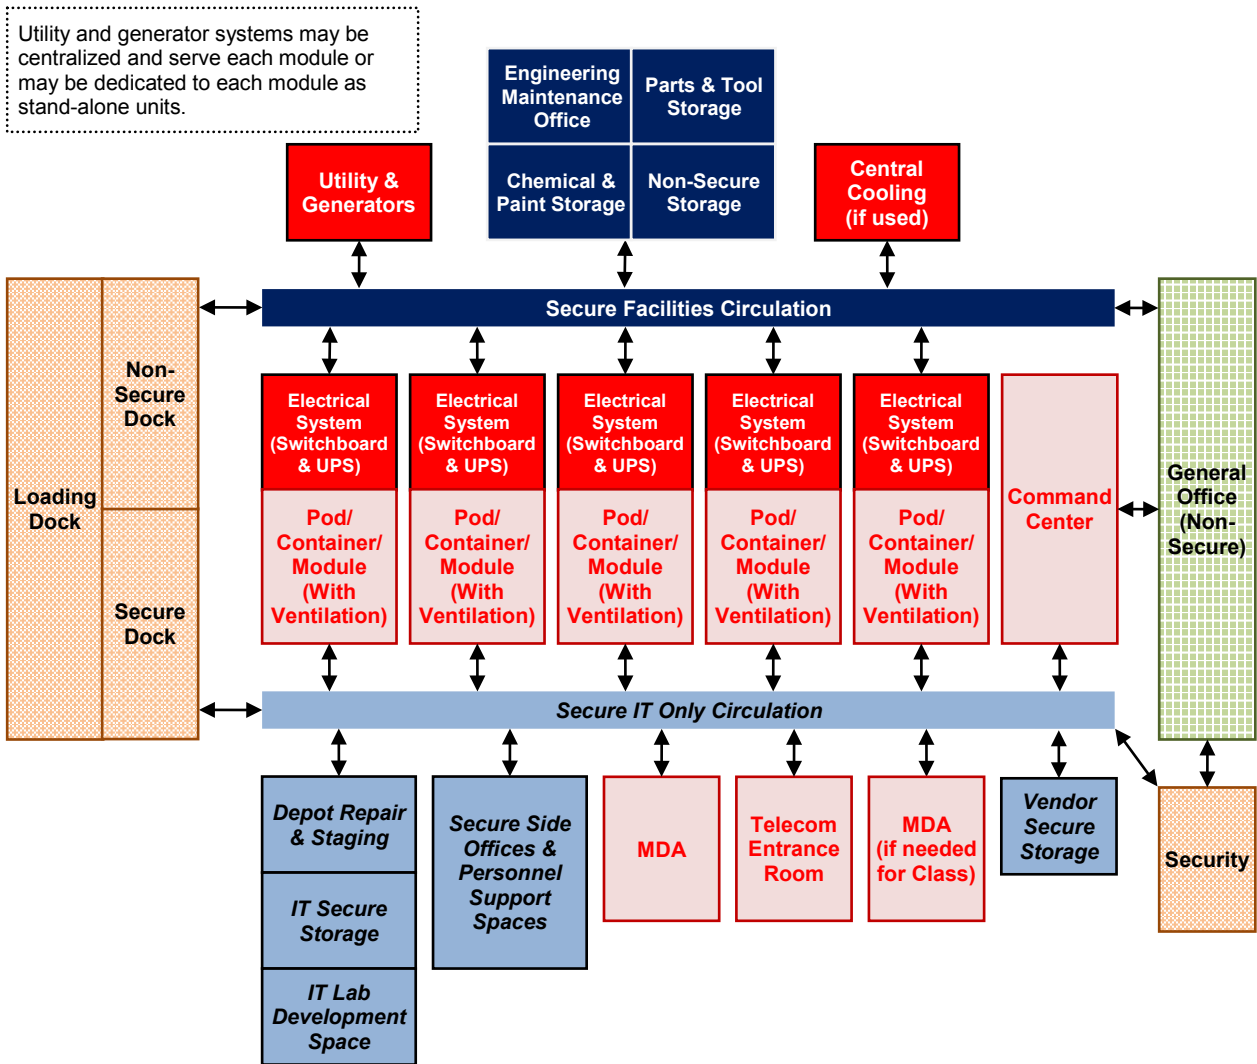 Utility and generator systems may be
centralized and serve each module or
may be dedicated to each module as
stand-alone units.
Engineering
Maintenance
Office
Parts & Tool
Storage
Chemical &
Paint Storage
Non-Secure
Storage
Utility &
Generators
Central
Cooling
(if used)
Secure Facilities Circulation
Loading
Dock
Non-
Secure
Dock
Secure
Dock
Electrical
System
(Switchboard
& UPS)
Electrical
System
(Switchboard
& UPS)
Electrical
System
(Switchboard
& UPS)
Electrical
System
(Switchboard
& UPS)
Electrical
System
(Switchboard
& UPS)
Pod/
Container/
Module
(With
Ventilation)
Pod/
Container/
Module
(With
Ventilation)
Pod/
Container/
Module
(With
Ventilation)
Pod/
Container/
Module
(With
Ventilation)
Pod/
Container/
Module
(With
Ventilation)
Command
Center
General
Office
(Non-
Secure)
Secure IT Only Circulation
Depot Repair
& Staging
IT Secure
Storage
IT Lab
Development
Space
Secure Side
Offices &
Personnel
Support
Spaces
MDA
Telecom
Entrance
Room
MDA
(if needed
for Class)
Vendor
Secure
Storage
Security